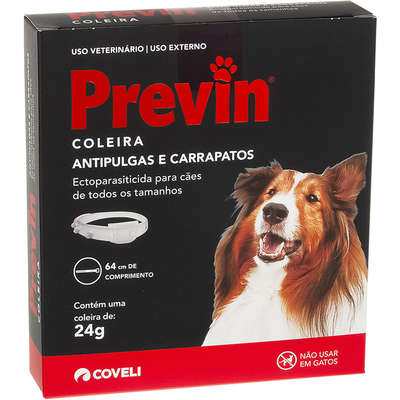 USO VETERINÁRIO | USO EXTERNO
Previn®
COLEIRA
ANTIPULGAS E CARRAPATOS
Ectoparasiticida para cães
de todos os tamanhos
64 cm DE
COMPRIMENTO
Contém uma
coleira de:
24g
COVELI
NÃO USAR
EM GATOS